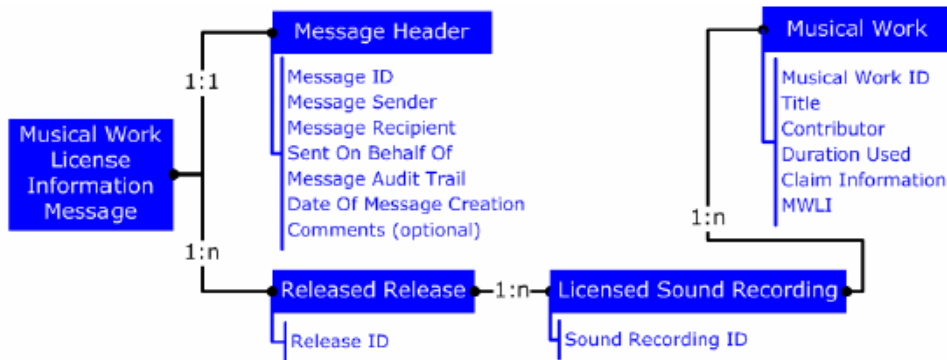 Message Header
Message ID
Message Sender
Message Recipient
Sent On Behalf Of
Message Audit Trail
Date Of Message Creation
Comments (optional)
1:1
Musical Work
License
Information
Message
1:n
Released Release
Release ID
1:n
Licensed Sound Recording
Sound Recording ID
1:n
Musical Work
Musical Work ID
Title
Contributor
Duration Used
Claim Information
MWLI